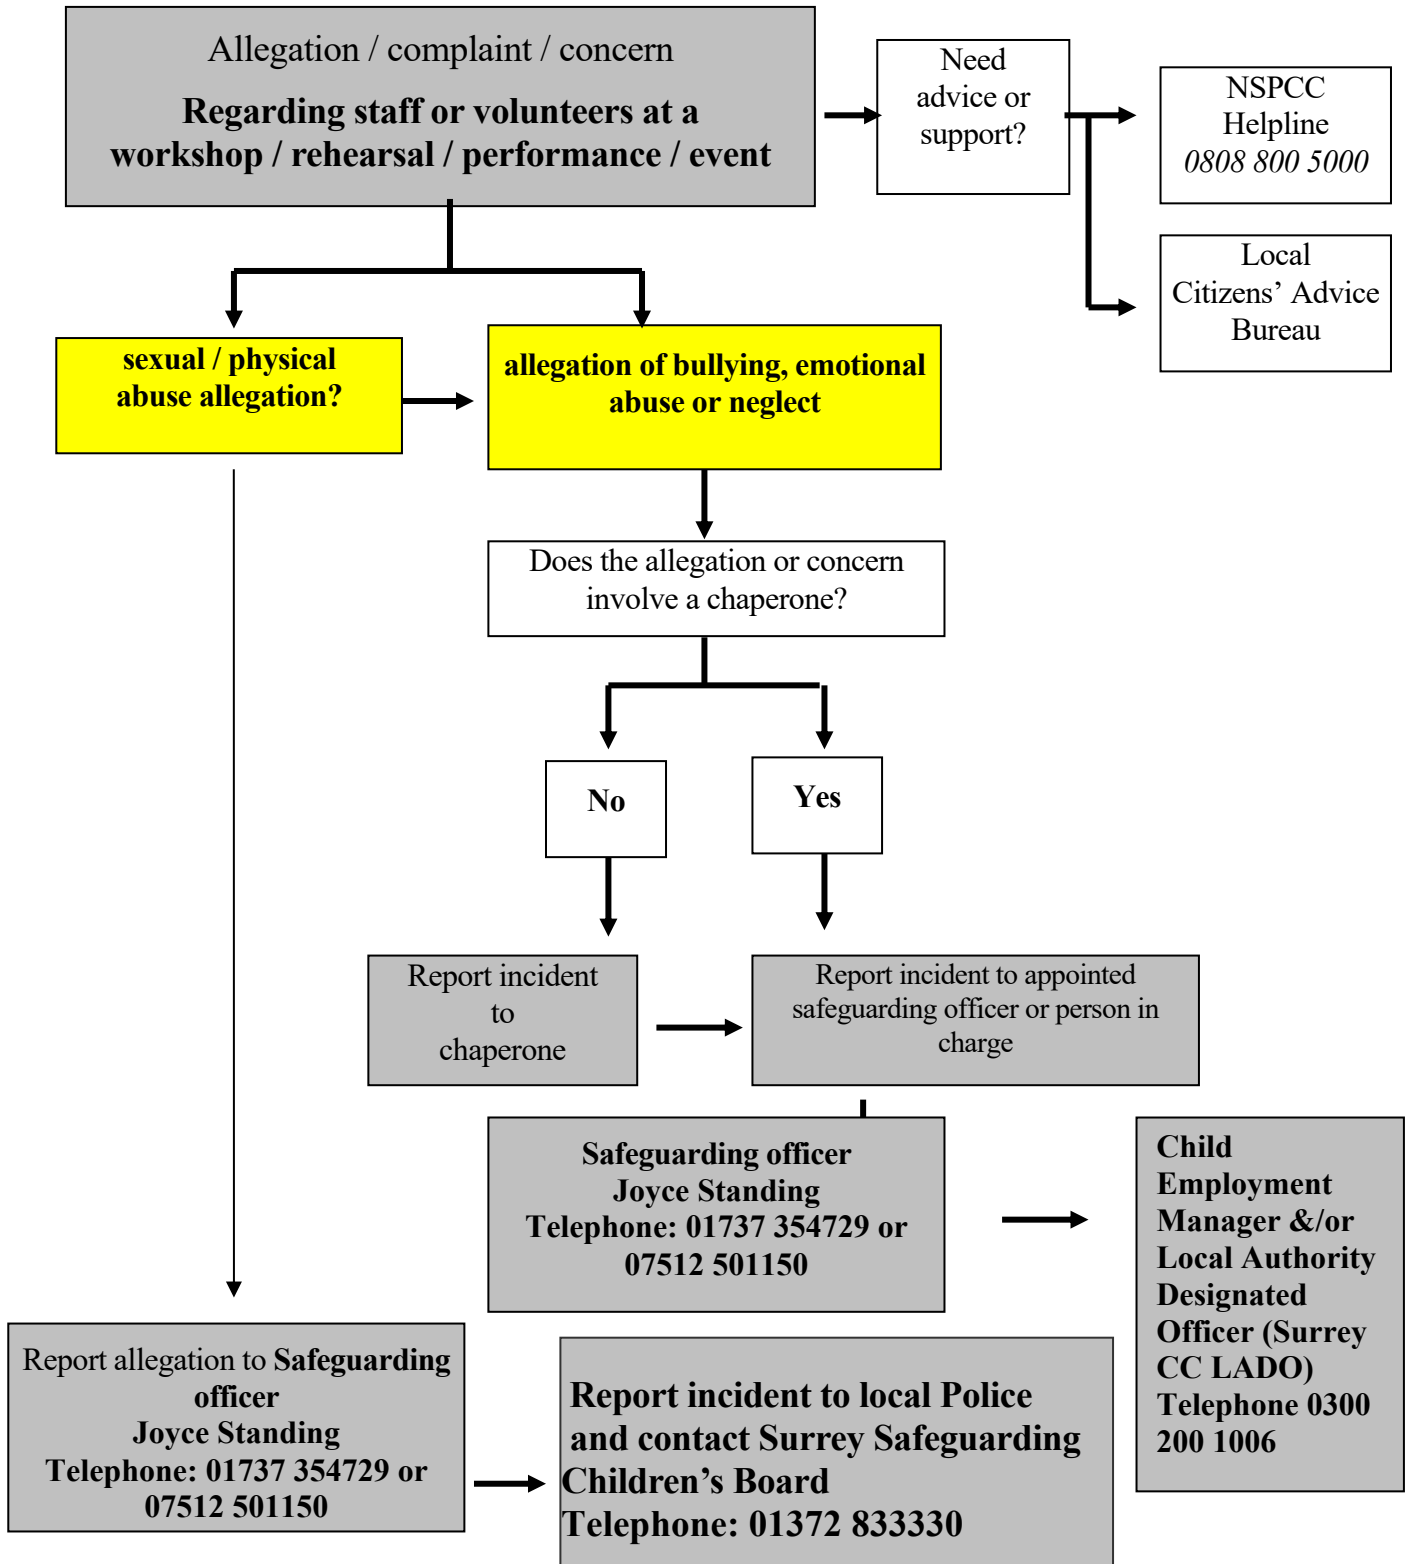 Allegation / complaint / concern
Regarding staff or volunteers at a
workshop / rehearsal / performance / event
Need
advice or
support?
NSPCC
Helpline
0808 800 5000
Local
Citizens’ Advice
Bureau
sexual / physical
abuse allegation?
allegation of bullying, emotional
abuse or neglect
Does the allegation or concern
involve a chaperone?
No
Yes
Report incident
to
chaperone
Report incident to appointed
safeguarding officer or person in
charge
Safeguarding officer
Joyce Standing
Telephone: 01737 354729 or
07512 501150
Child
Employment
Manager &/or
Local Authority
Designated
Officer (Surrey
CC LADO)
Telephone 0300
200 1006
Report allegation to Safeguarding
officer
Joyce Standing
Telephone: 01737 354729 or
07512 501150
Report incident to local Police
and contact Surrey Safeguarding
Children’s Board
Telephone: 01372 833330